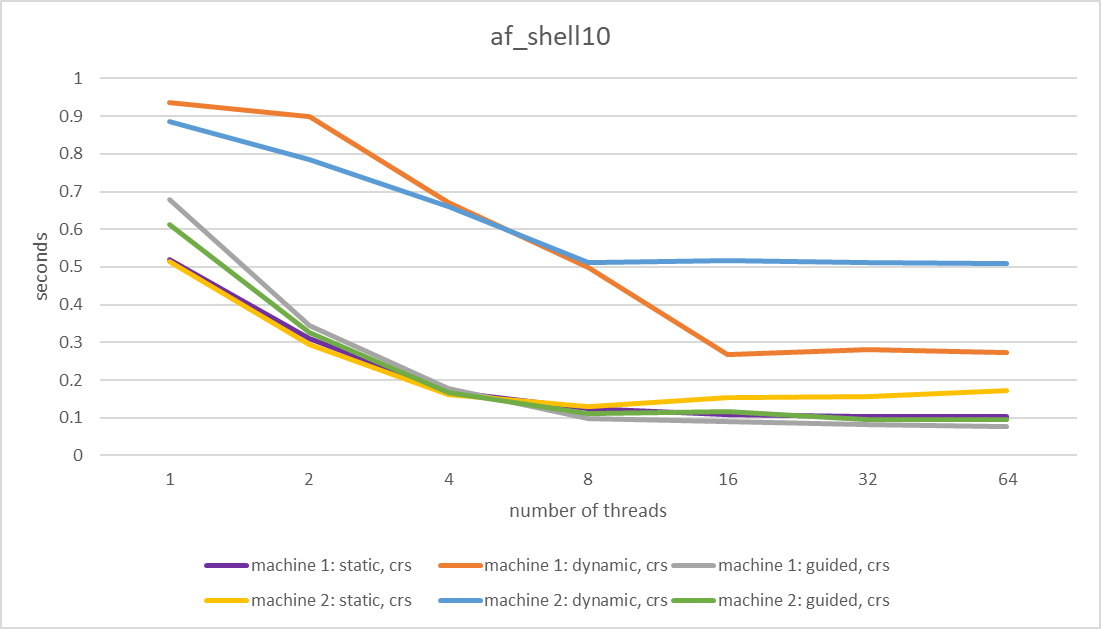 af_shell10
1
0.9
0.8
0.7
0.6
0.5
0.4
0.3
0.2
0.1
0
seconds
1 2 4 8 16 32 64
number of threads
machine 1: static, crs machine 1: dynamic, crs machine 1: guided, crs
machine 2: static, crs machine 2: dynamic, crs machine 2: guided, crs